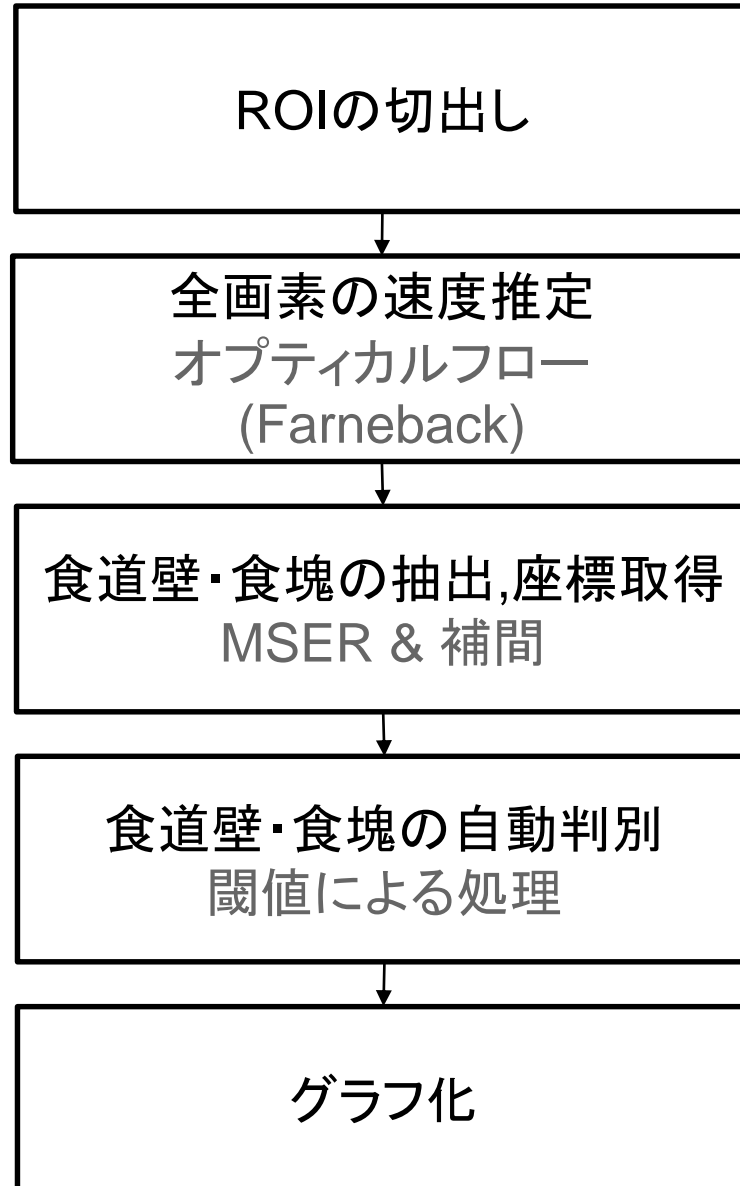 ROIの切出し
全画素の速度推定
オプティカルフロー
(Farneback)
食道壁・食塊の抽出,座標取得
MSER & 補間
食道壁・食塊の自動判別
閾値による処理
グラフ化